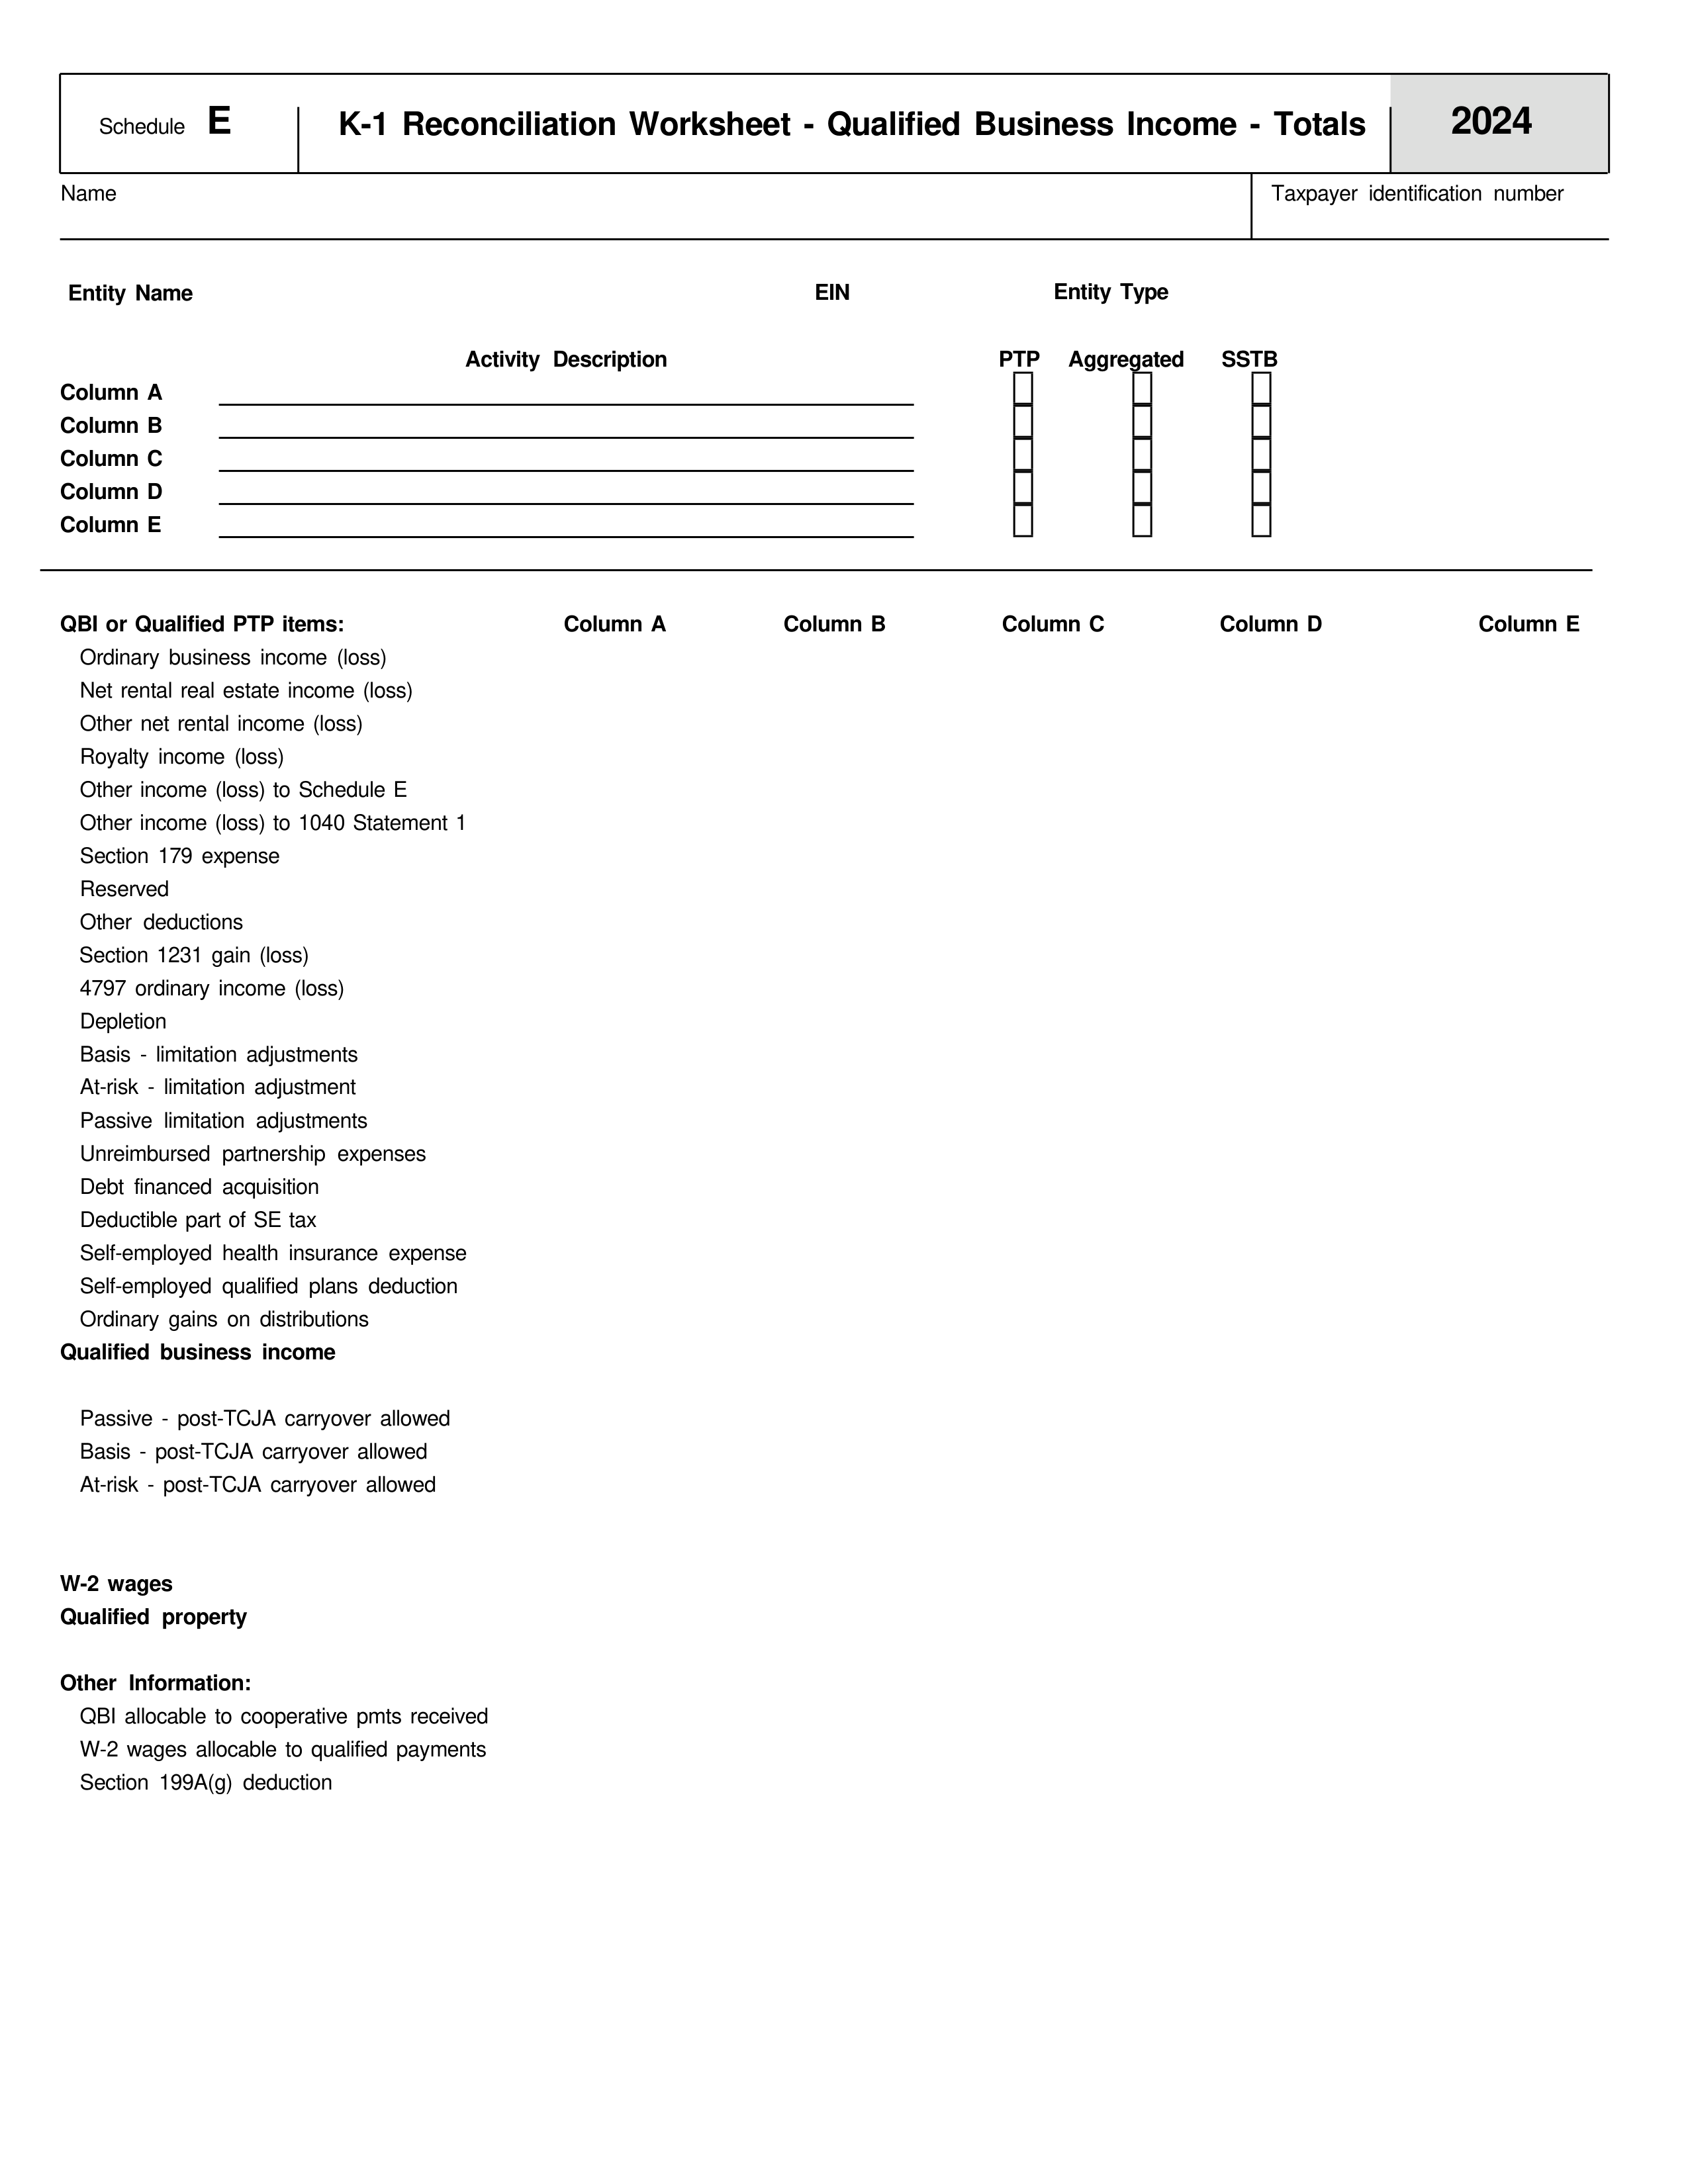 Schedule E K-1 Reconciliation Worksheet - Qualified Business Income - Totals 2024
Name Taxpayer identification number
Entity Name EIN Entity Type
Activity Description PTP Aggregated SSTB
Column A
Column B
Column C
Column D
Column E
QBI or Qualified PTP items: Column A Column B Column C Column D Column E
Ordinary business income (loss)
Net rental real estate income (loss)
Other net rental income (loss)
Royalty income (loss)
Other income (loss) to Schedule E
Other income (loss) to 1040 Statement 1
Section 179 expense
Reserved
Other deductions
Section 1231 gain (loss)
4797 ordinary income (loss)
Depletion
Basis - limitation adjustments
At-risk - limitation adjustment
Passive limitation adjustments
Unreimbursed partnership expenses
Debt financed acquisition
Deductible part of SE tax
Self-employed health insurance expense
Self-employed qualified plans deduction
Ordinary gains on distributions
Qualified business income
Passive - post-TCJA carryover allowed
Basis - post-TCJA carryover allowed
At-risk - post-TCJA carryover allowed
W-2 wages
Qualified property
Other Information:
QBI allocable to cooperative pmts received
W-2 wages allocable to qualified payments
Section 199A(g) deduction